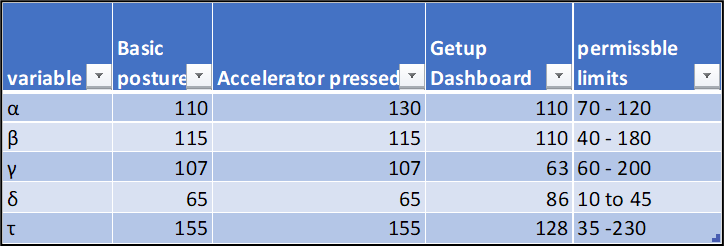 variable Basic posture Accelerator pressed Getup Dashboard permissble limits
α 110 130 110 70 - 120
β 115 115 110 40 - 180
γ 107 107 63 60 - 200
δ 65 65 86 10 to 45
τ 155 155 128 35 -230